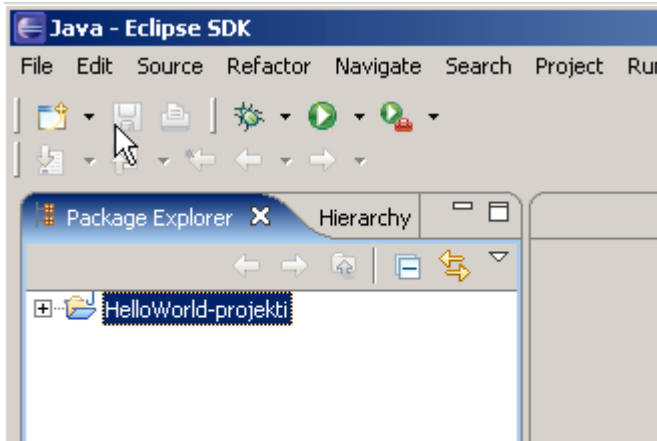 Java - Eclipse SDK
File Edit Source Refactor Navigate Search Project
Package Explorer Hierarchy
HelloWorld-projekti